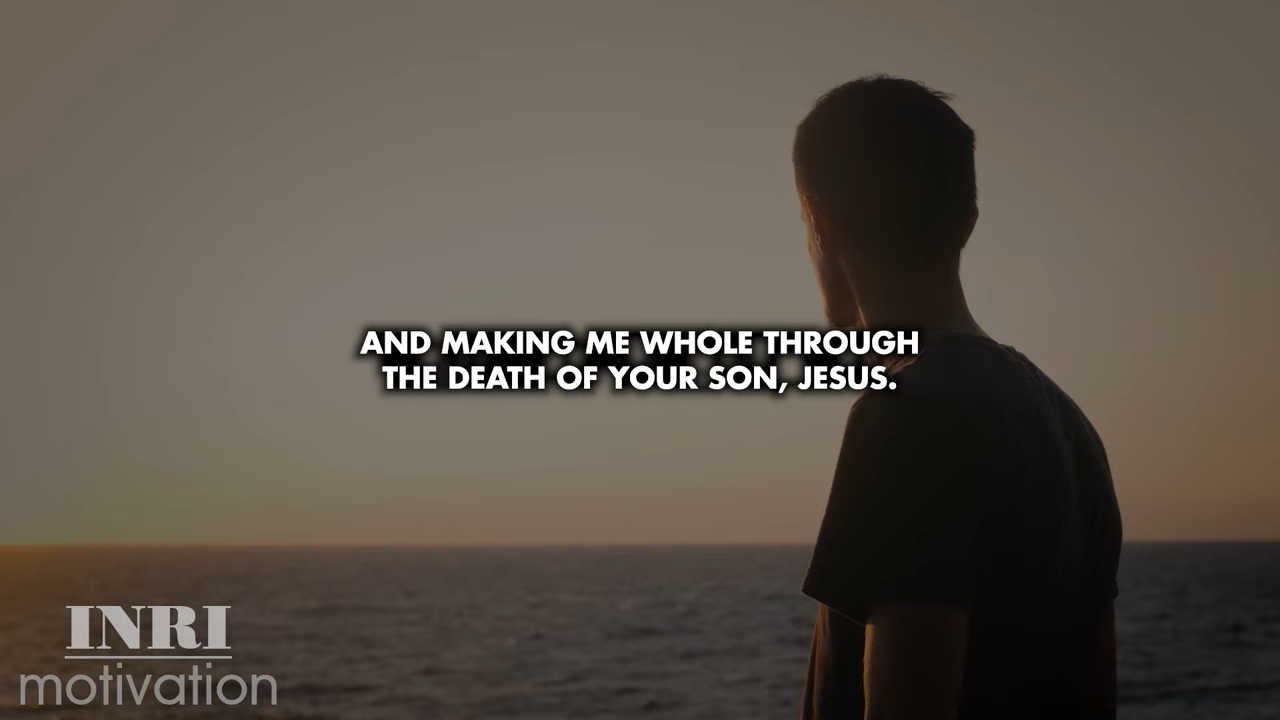 AND MAKING ME WHOLE THROUGH
THE DEATH OF YOUR SON, JESUS.
INRI
motivation